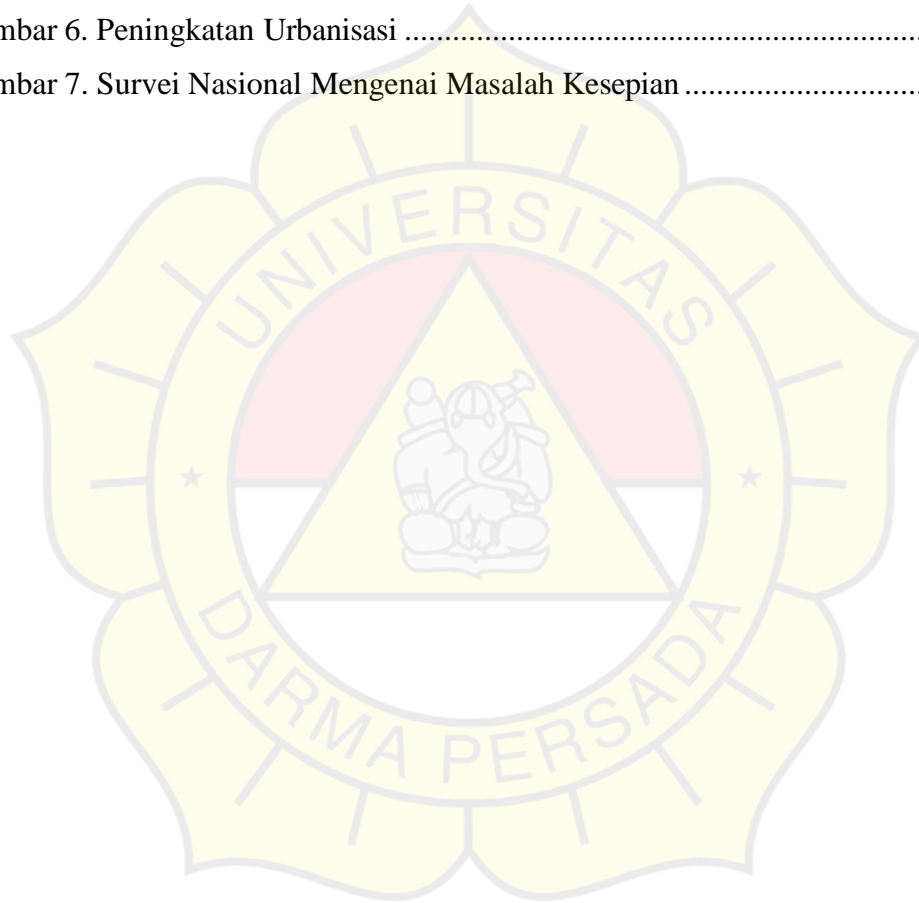 mbar 6. Peningkatan Urbanisasi ..................................................................
mbar 7. Survei Nasional Mengenai Masalah Kesepian ..............................
UNIVERSITAS
DARMA PERSADA